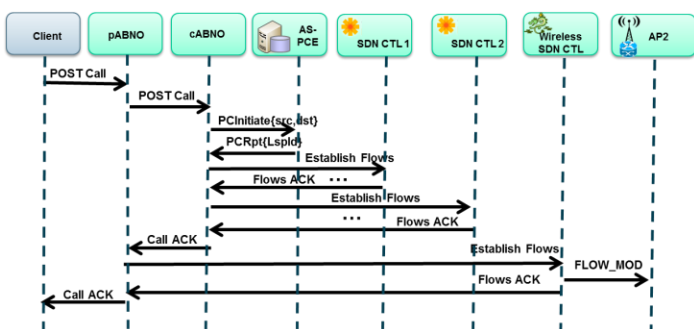 Client
pABNO
cABNO
AS-
PCE
SDN CTL 1
SDN CTL 2
Wireless
SDN CTL
AP2
POST Call
POST Call
PCInitiate{src,dst}
PCRpt{LspId}
Establish Flows
...
Flows ACK
Establish Flows
...
Flows ACK
Call ACK
Establish Flows
FLOW_MOD
Flows ACK
Call ACK